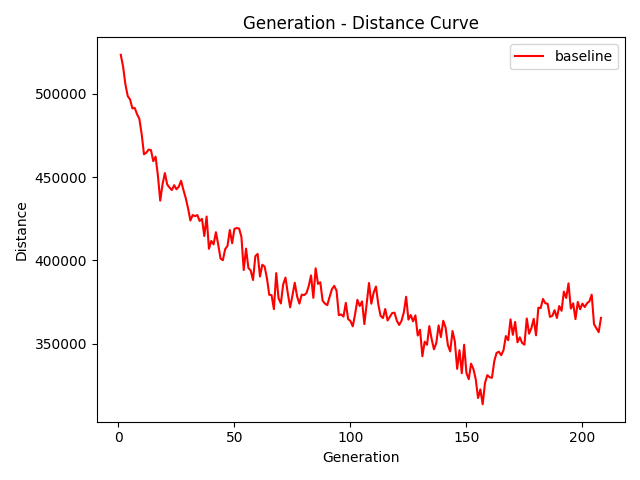 Generation - Distance Curve
baseline
500000
450000
400000
350000
Distance
0
50
100
150
200
Generation